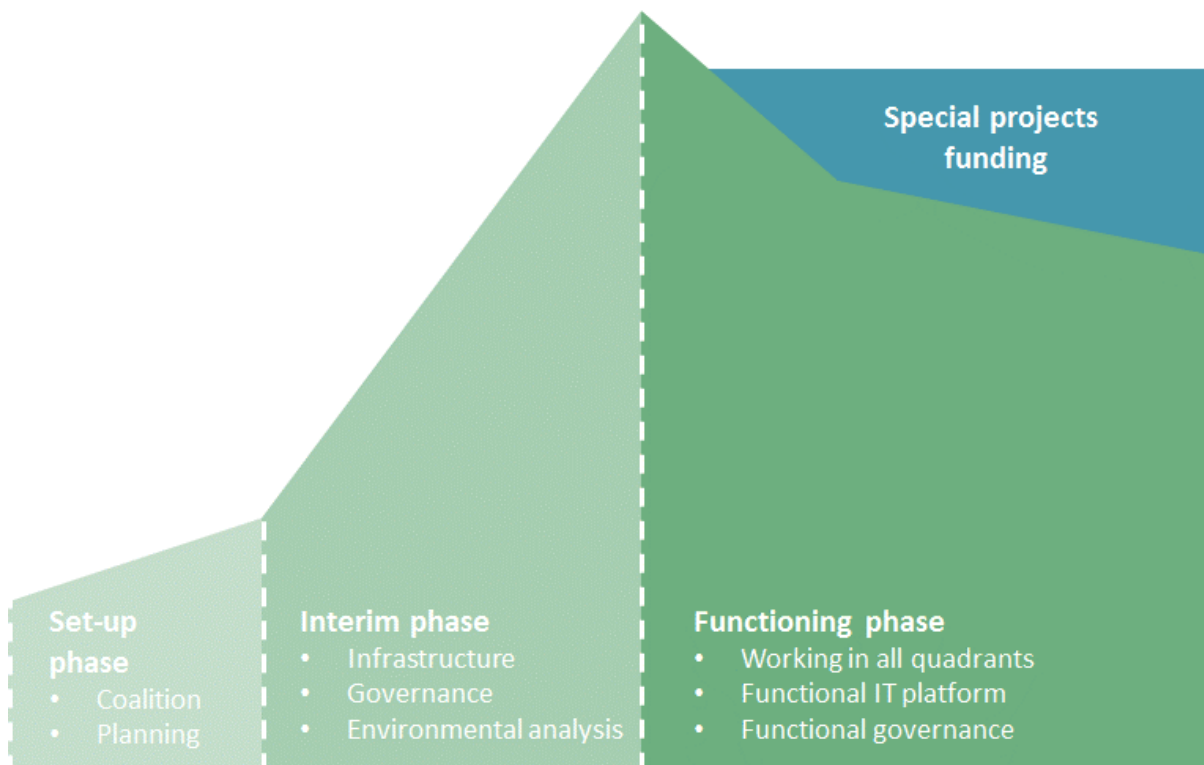 Special projects
funding
Set-up
phase
• Coalition
• Planning
Interim phase
• Infrastructure
• Governance
• Environmental analysis
Functioning phase
• Working in all quadrants
• Functional IT platform
• Functional governance